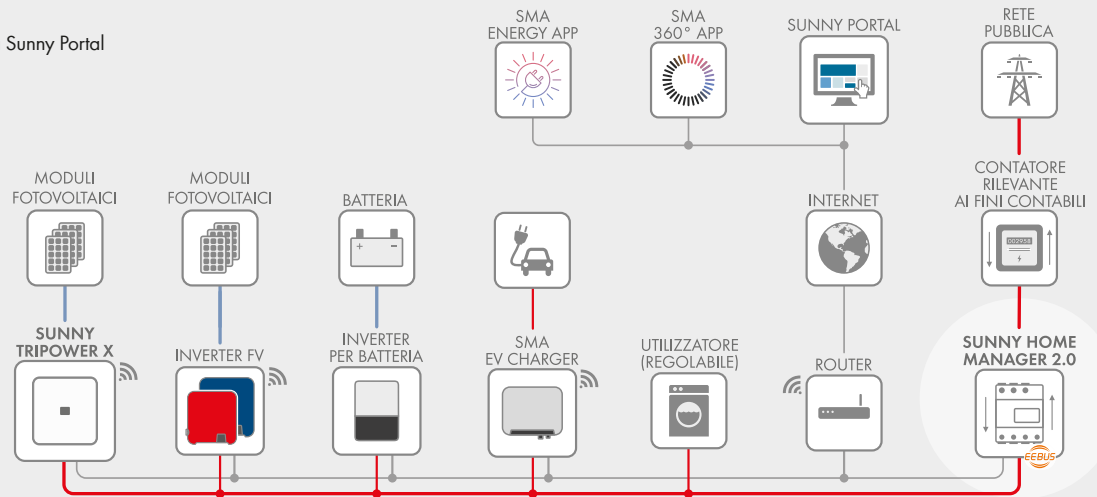 Sunny Portal
SMA
ENERGY APP
SMA
360° APP
SUNNY PORTAL
RETE
PUBBLICA
MODULI
FOTOVOLTAICI
MODULI
FOTOVOLTAICI
BATTERIA
INTERNET
CONTATORE
RILEVANTE
AI FINI CONTABILI
SUNNY
TRIPOWER X
INVERTER FV
INVERTER
PER BATTERIA
SMA
EV CHARGER
UTILIZZATORE
(REGOLABILE)
ROUTER
SUNNY HOME
MANAGER 2.0
EEBUS